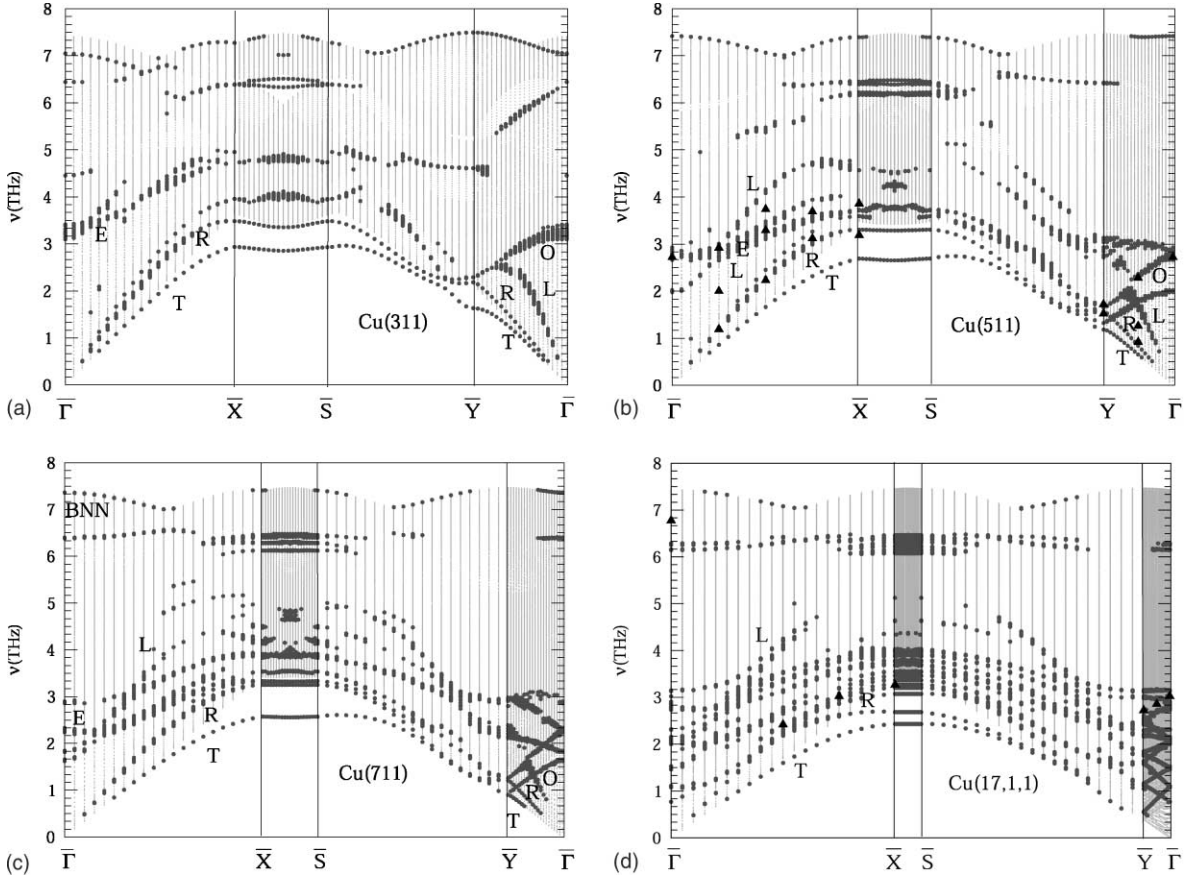 8
7
6
5
4
3
2
1
0
ν(THz)
E
R
T
O
R
L
T
Cu(311)
(a)
Γ̅ X̅ S̅ Y̅ Γ̅
8
7
6
5
4
3
2
1
0
ν(THz)
L
E
L
R
T
O
L
R
T
Cu(511)
(b)
Γ̅ X̅ S̅ Y̅ Γ̅
8
7
6
5
4
3
2
1
0
ν(THz)
BNN
L
E
R
T
O
R
T
Cu(711)
(c)
Γ̅ X̅ S̅ Y̅ Γ̅
8
7
6
5
4
3
2
1
0
ν(THz)
L
R
T
Cu(17,1,1)
(d)
Γ̅ X̅ S̅ Y̅ Γ̅